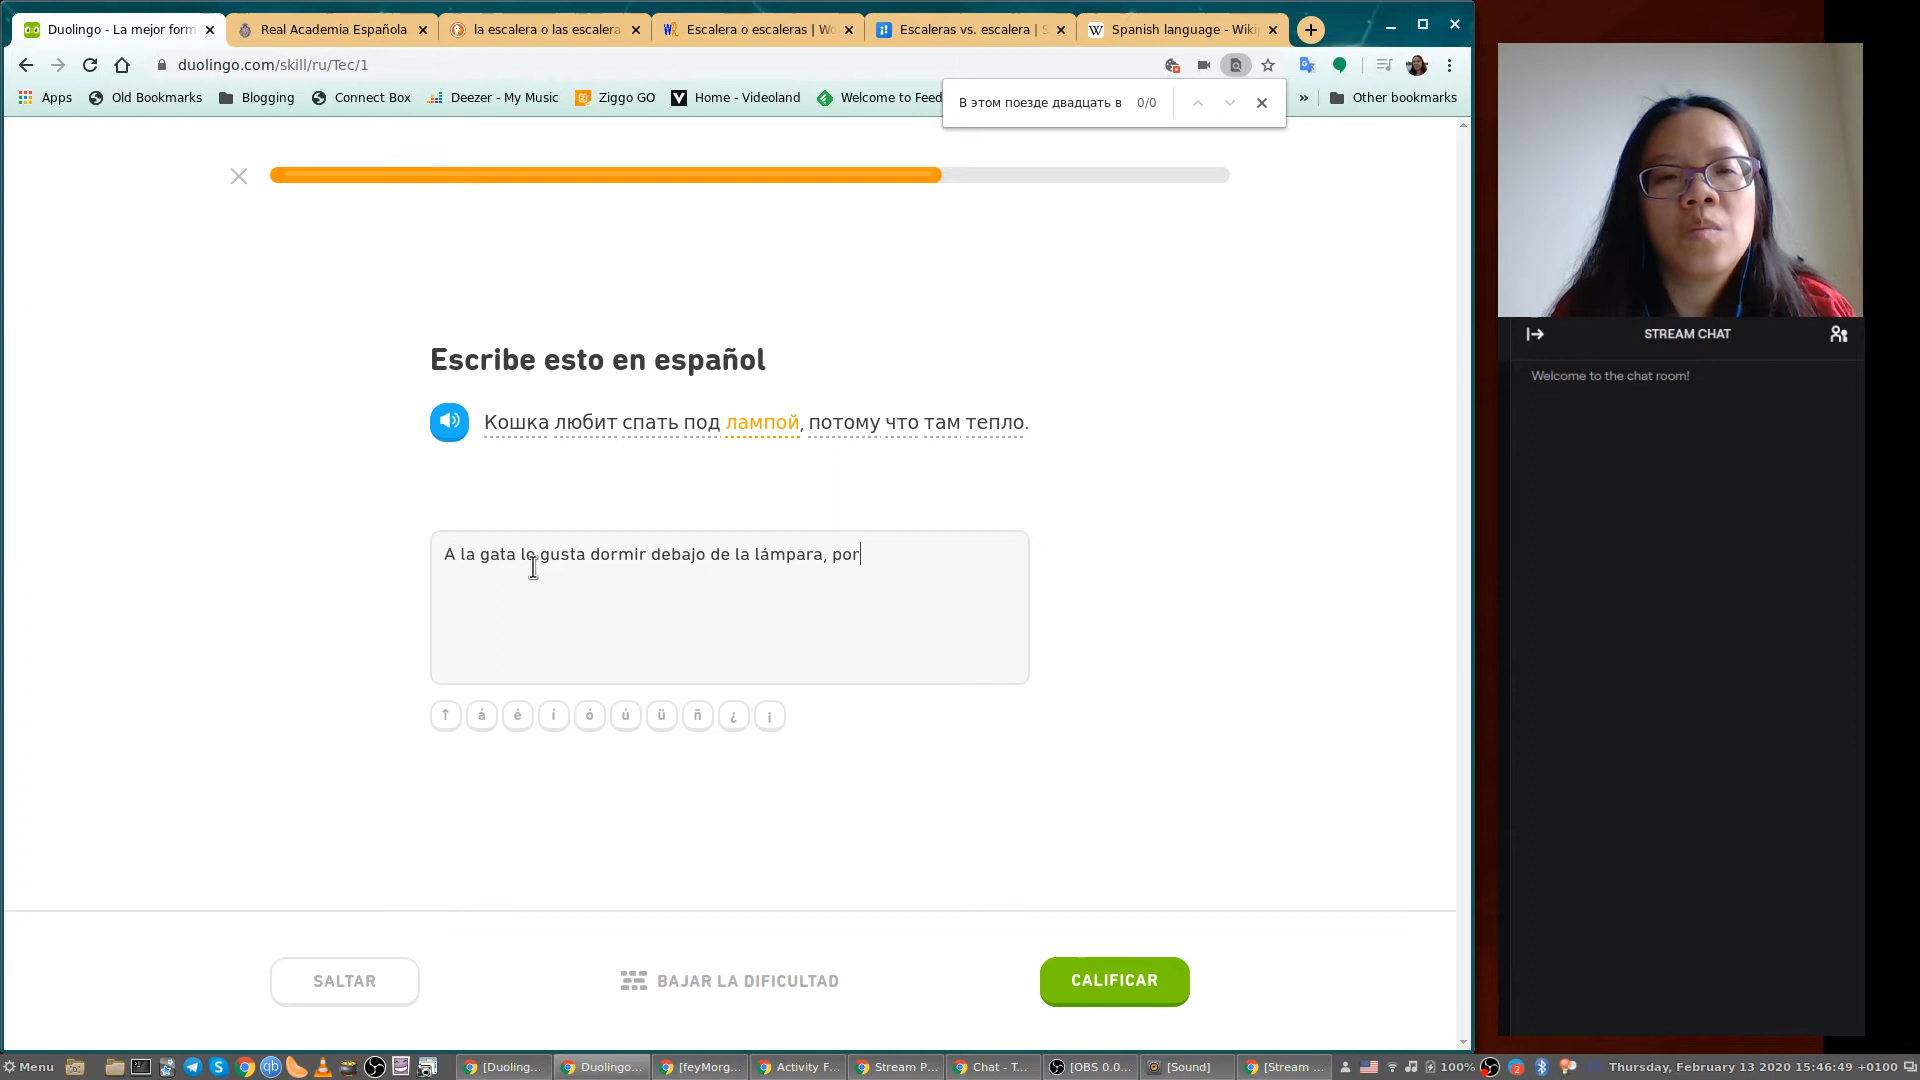 Duolingo - La mejor form
Real Academia Española
la escalera o las escalera
Escalera o escaleras | Wo
Escaleras vs. escalera | S
Spanish language - Wiki
duolingo.com/skill/ru/Tec/1
Apps
Old Bookmarks
Blogging
Connect Box
Deezer - My Music
Ziggo GO
Home - Videoland
Welcome to Feed
»
Other bookmarks
В этом поезде двадцать в 0/0
Escribe esto en español
Кошка любит спать под лампой, потому что там тепло.
A la gata le gusta dormir debajo de la lámpara, por
↑ á é í ó ú ü ñ ¿ ¡
SALTAR
BAJAR LA DIFICULTAD
CALIFICAR
STREAM CHAT
Welcome to the chat room!
Menu
[Duoling...
Duolingo...
[feyMorg...
Activity F...
Stream P...
Chat - T...
[OBS 0.0...
[Sound]
[Stream ...
100%
2
Thursday, February 13 2020 15:46:49 +0100